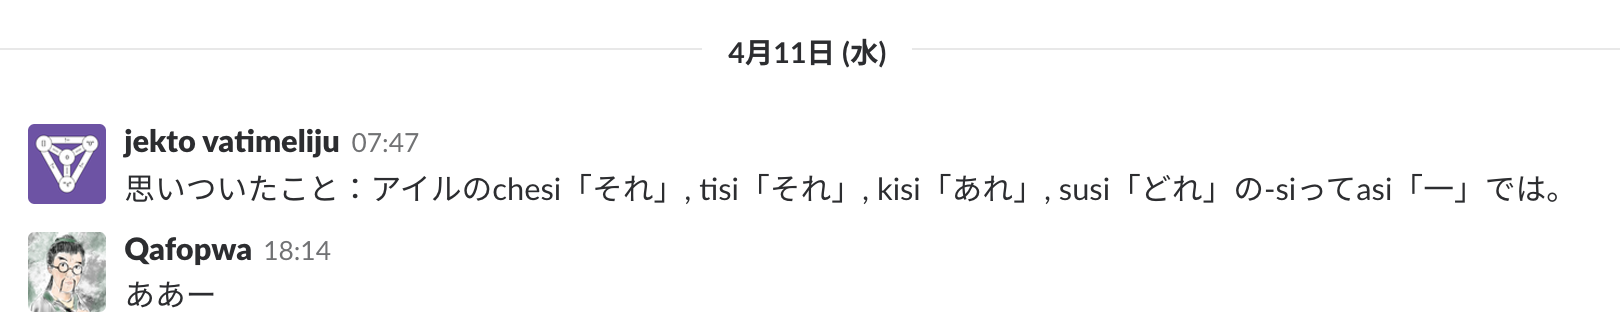 4月11日 (水)
jekto vatimeliju 07:47
思いついたこと：アイルのchesi「それ」, tisi「それ」, kisi「あれ」, susi「どれ」の-siってasi「一」では。
Qafopwa 18:14
ああー